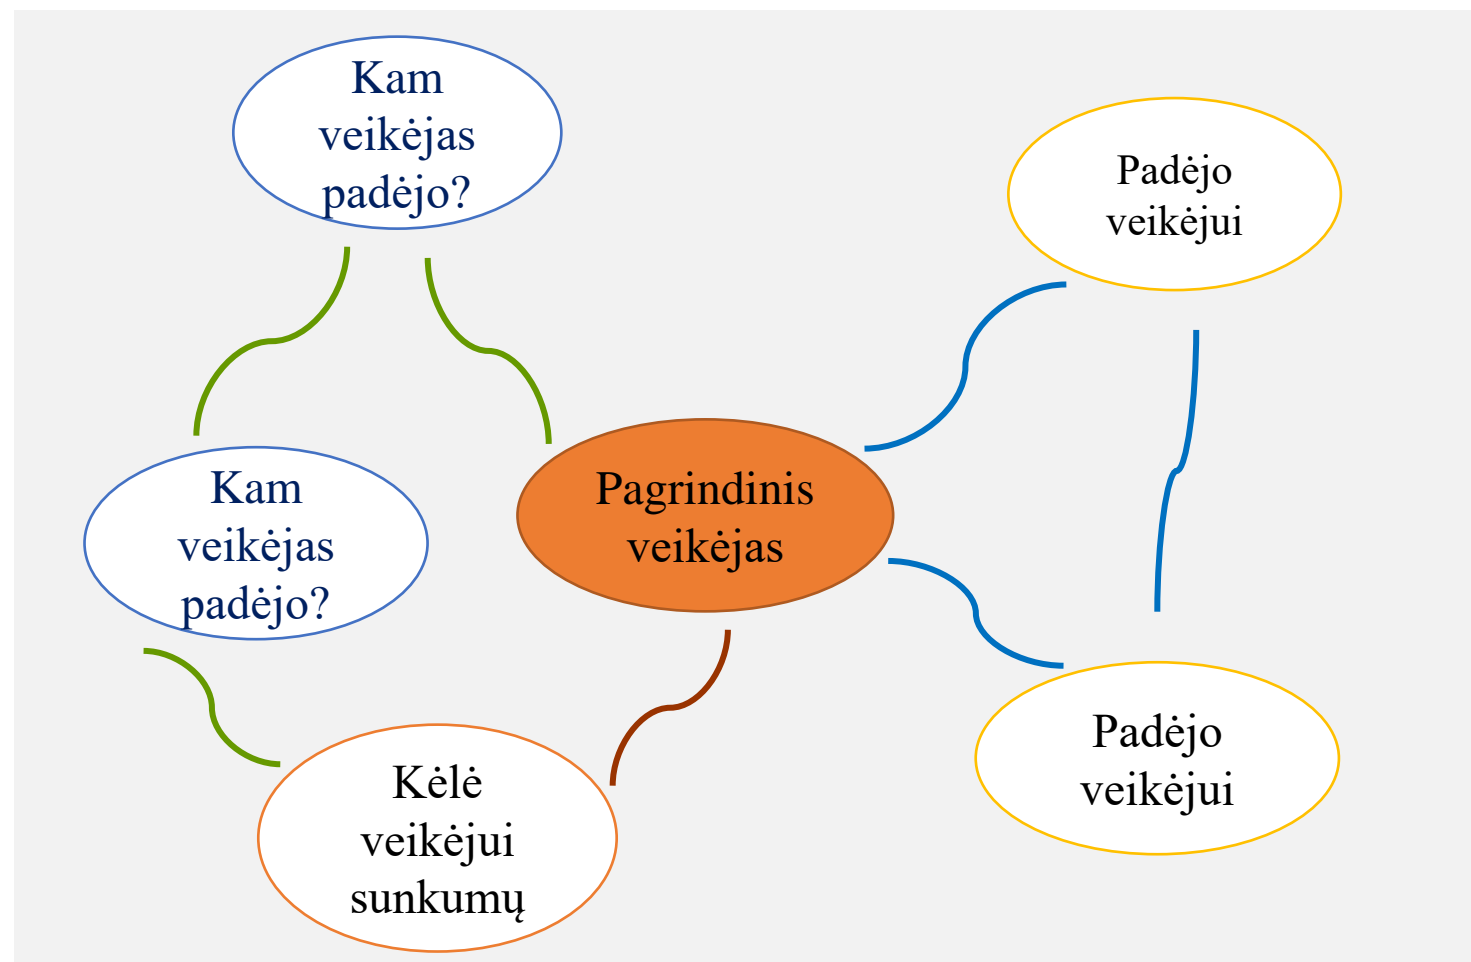 Kam
veikėjas
padėjo?
Padėjo
veikėjui
Kam
veikėjas
padėjo?
Pagrindinis
veikėjas
Padėjo
veikėjui
Kėlė
veikėjui
sunkumų